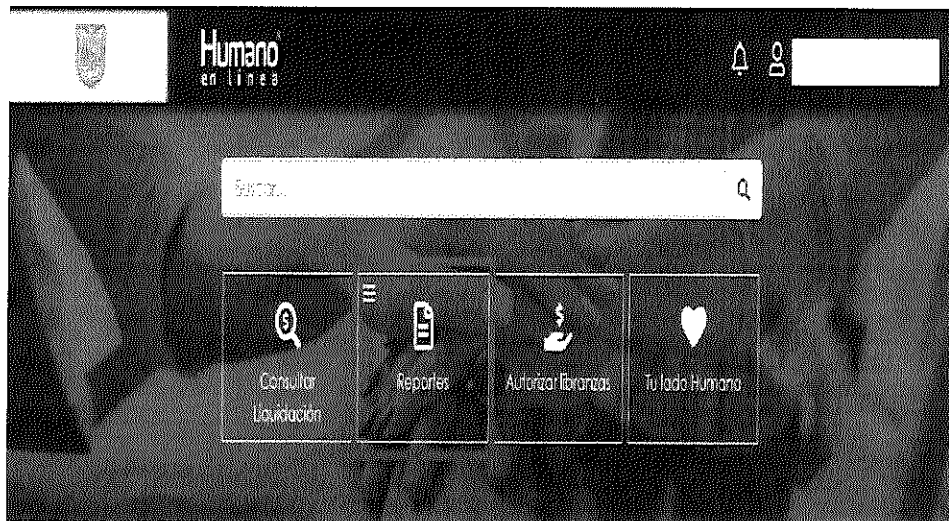 Humano
en línea
Buscar...
Consultar
Liquidación
Reportes
Autorizar libranzas
Tu lado Humano